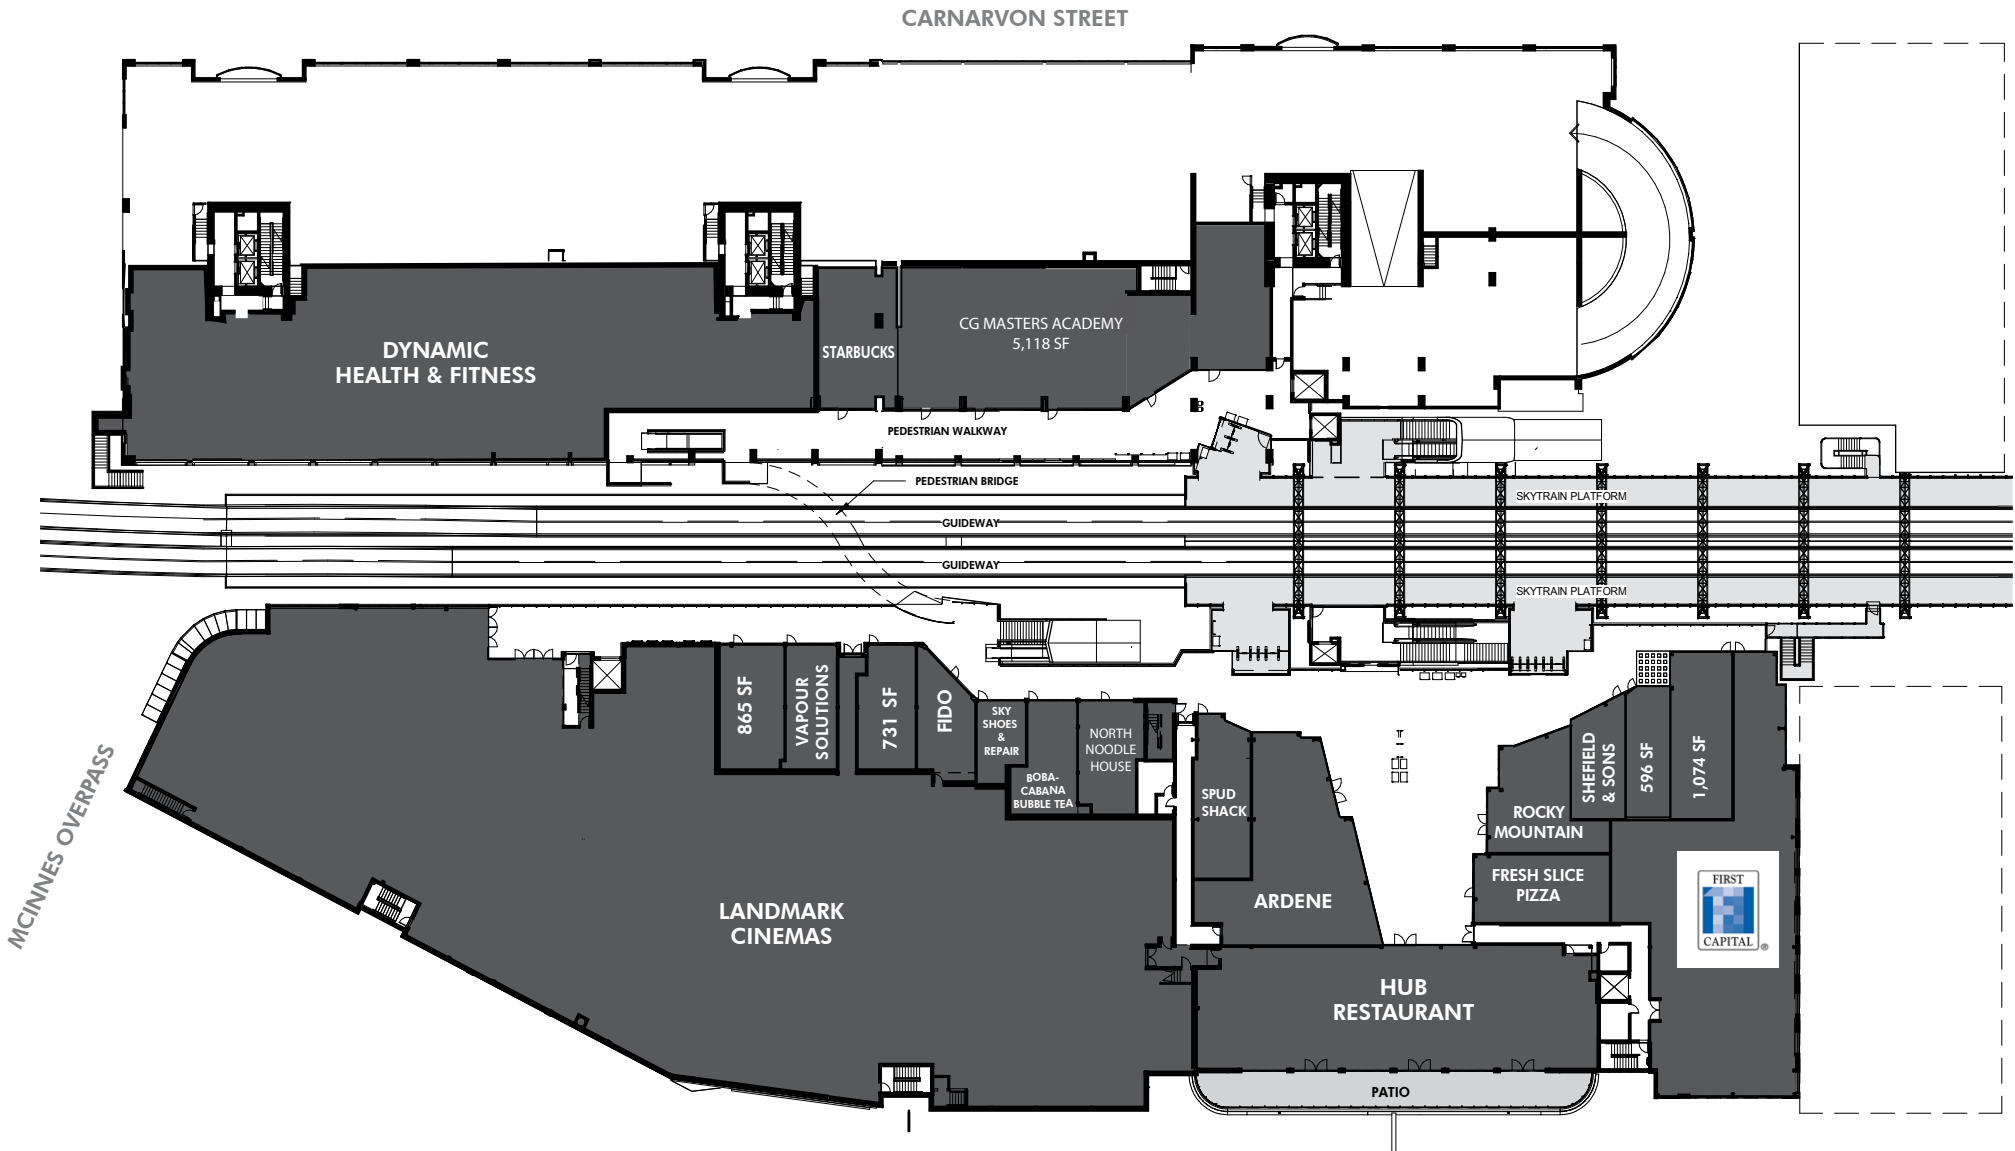 CARNARVON STREET
DYNAMIC
HEALTH & FITNESS
STARBUCKS
CG MASTERS ACADEMY
5,118 SF
PEDESTRIAN WALKWAY
PEDESTRIAN BRIDGE
SKYTRAIN PLATFORM
GUIDEWAY
GUIDEWAY
SKYTRAIN PLATFORM
MCINNES OVERPASS
865 SF
VAPOUR
SOLUTIONS
731 SF
FIDO
SKY
SHOES
&
REPAIR
BOBA-
CABANA
BUBBLE TEA
NORTH
NOODLE
HOUSE
SPUD
SHACK
ARDENE
ROCKY
MOUNTAIN
SHEFIELD
& SONS
596 SF
1,074 SF
FRESH SLICE
PIZZA
FIRST
CAPITAL ®
LANDMARK
CINEMAS
HUB
RESTAURANT
PATIO